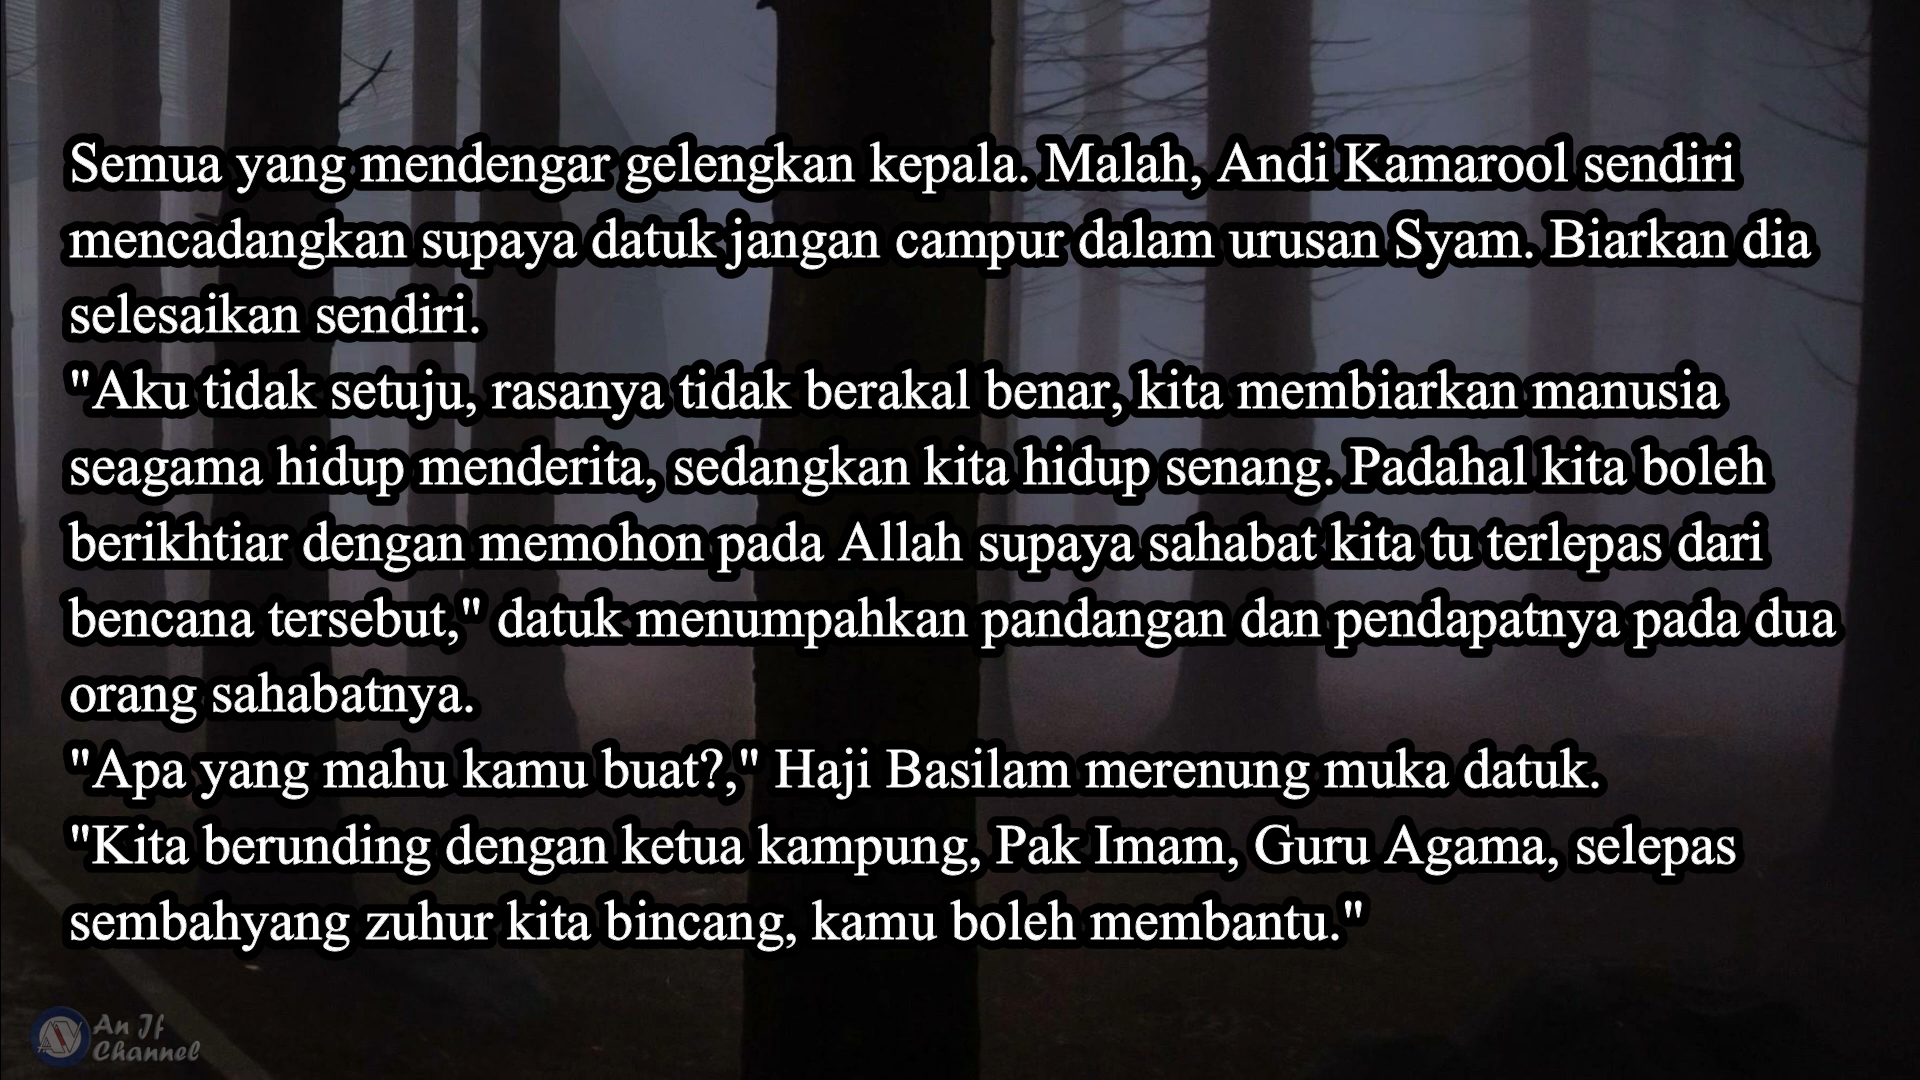 Semua yang mendengar gelengkan kepala. Malah, Andi Kamarool sendiri
mencadangkan supaya datuk jangan campur dalam urusan Syam. Biarkan dia
selesaikan sendiri.
"Aku tidak setuju, rasanya tidak berakal benar, kita membiarkan manusia
seagama hidup menderita, sedangkan kita hidup senang. Padahal kita boleh
berikhtiar dengan memohon pada Allah supaya sahabat kita tu terlepas dari
bencana tersebut," datuk menumpahkan pandangan dan pendapatnya pada dua
orang sahabatnya.
"Apa yang mahu kamu buat?," Haji Basilam merenung muka datuk.
"Kita berunding dengan ketua kampung, Pak Imam, Guru Agama, selepas
sembahyang zuhur kita bincang, kamu boleh membantu."
An If
Channel